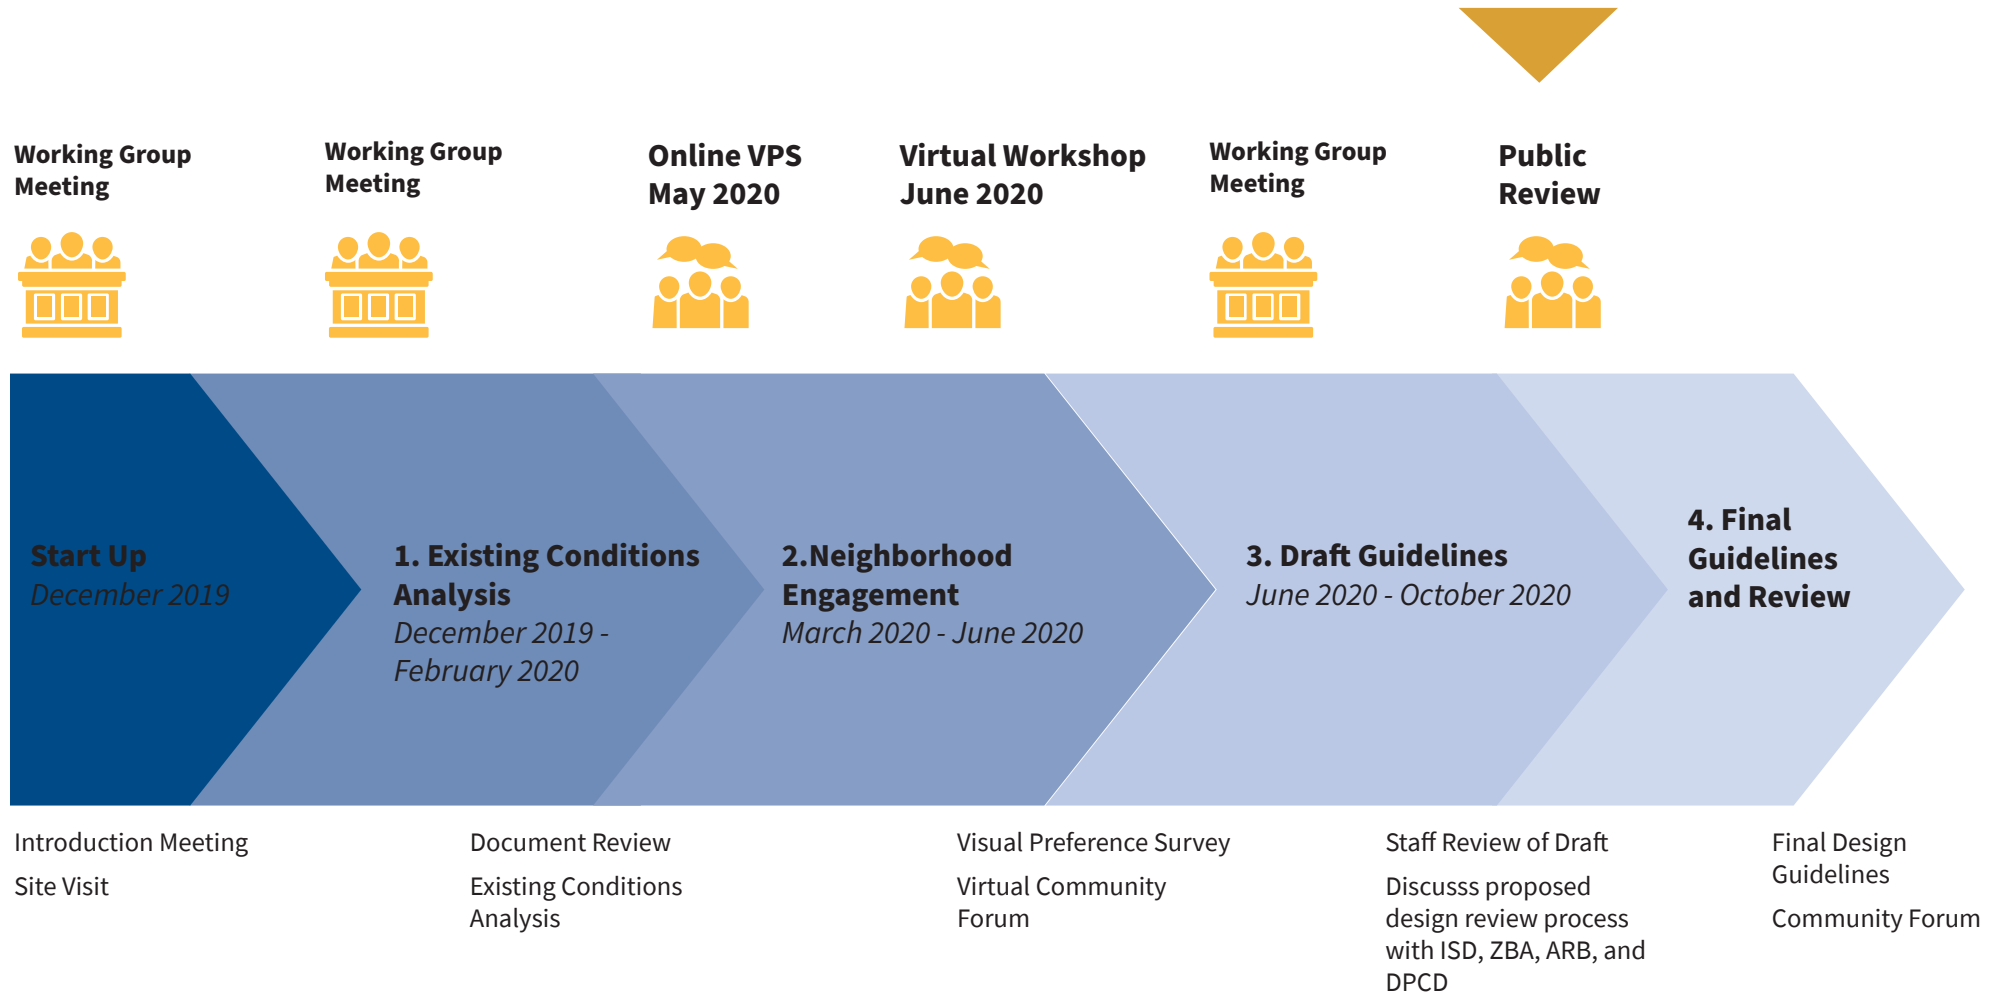 Working Group
Meeting
Working Group
Meeting
Online VPS
May 2020
Virtual Workshop
June 2020
Working Group
Meeting
Public
Review
Start Up
December 2019
1. Existing Conditions
Analysis
December 2019 -
February 2020
2.Neighborhood
Engagement
March 2020 - June 2020
3. Draft Guidelines
June 2020 - October 2020
4. Final
Guidelines
and Review
Introduction Meeting
Site Visit
Document Review
Existing Conditions
Analysis
Visual Preference Survey
Virtual Community
Forum
Staff Review of Draft
Discusss proposed
design review process
with ISD, ZBA, ARB, and
DPCD
Final Design
Guidelines
Community Forum